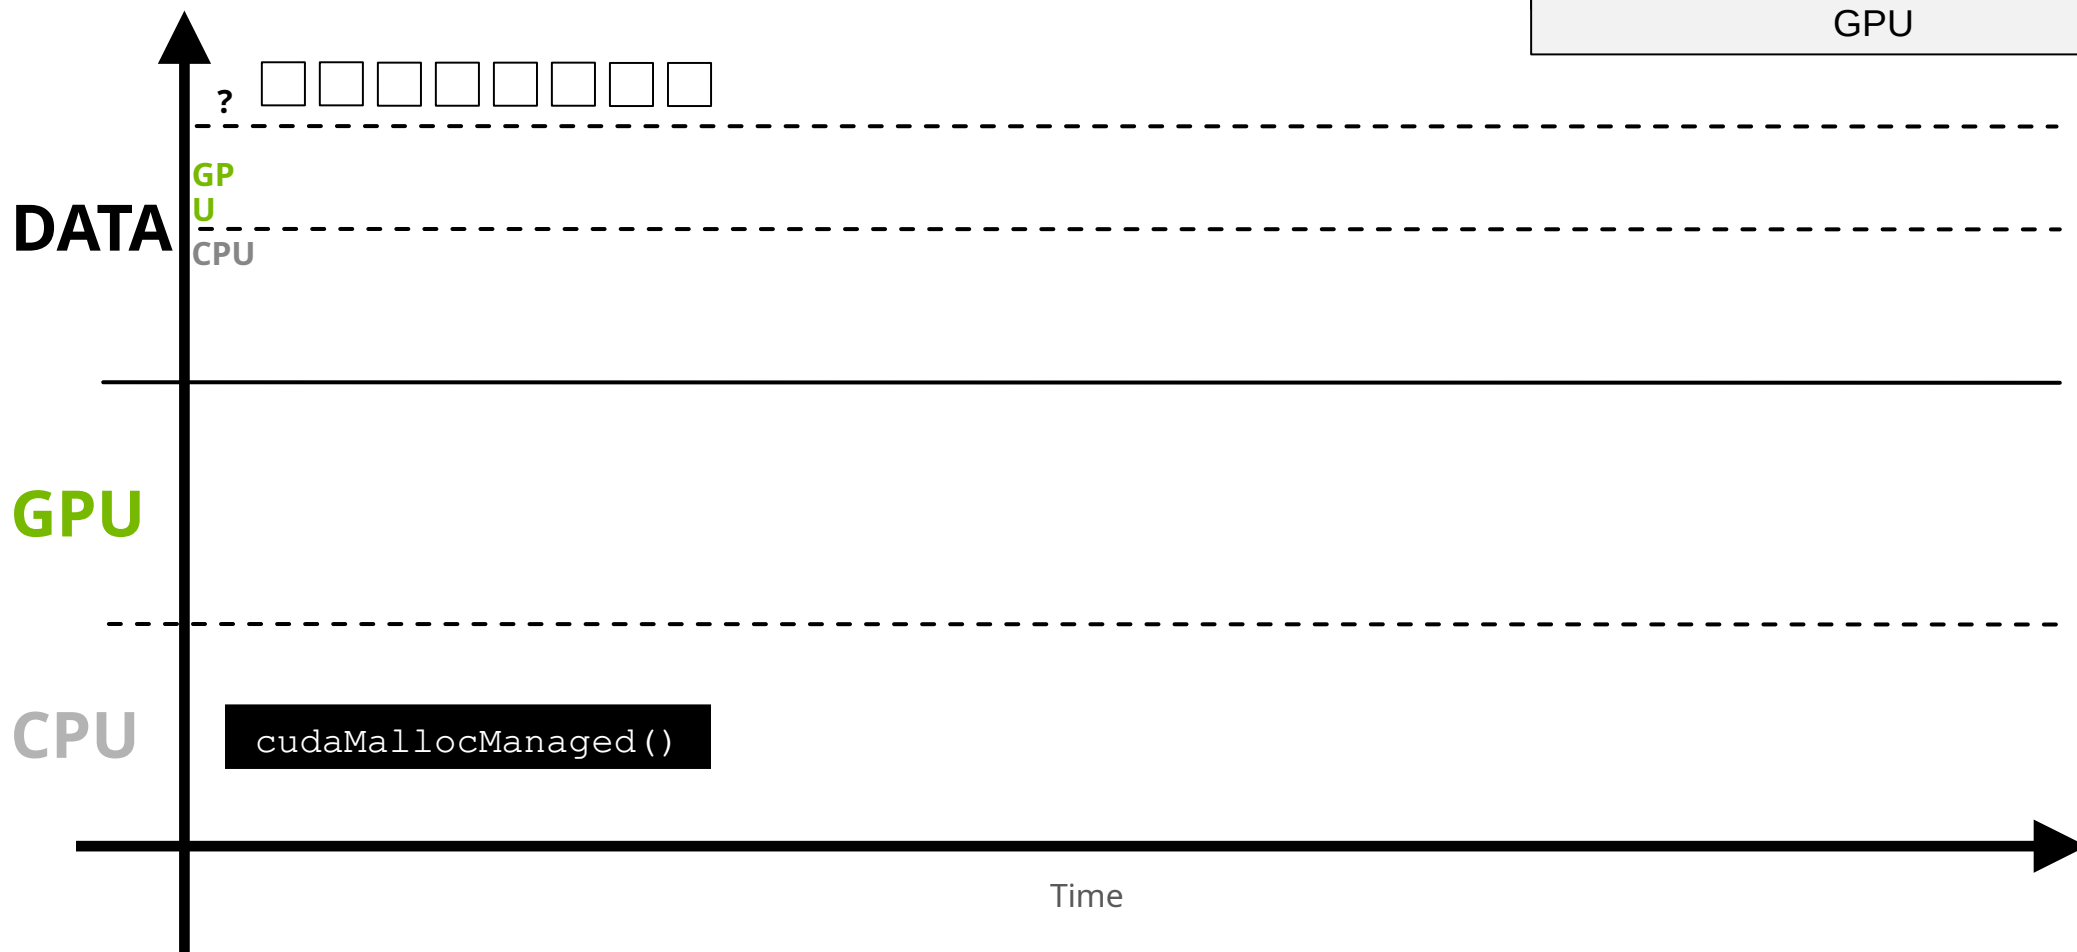 GPU
?
GP
U
DATA
CPU
GPU
CPU
cudaMallocManaged()
Time